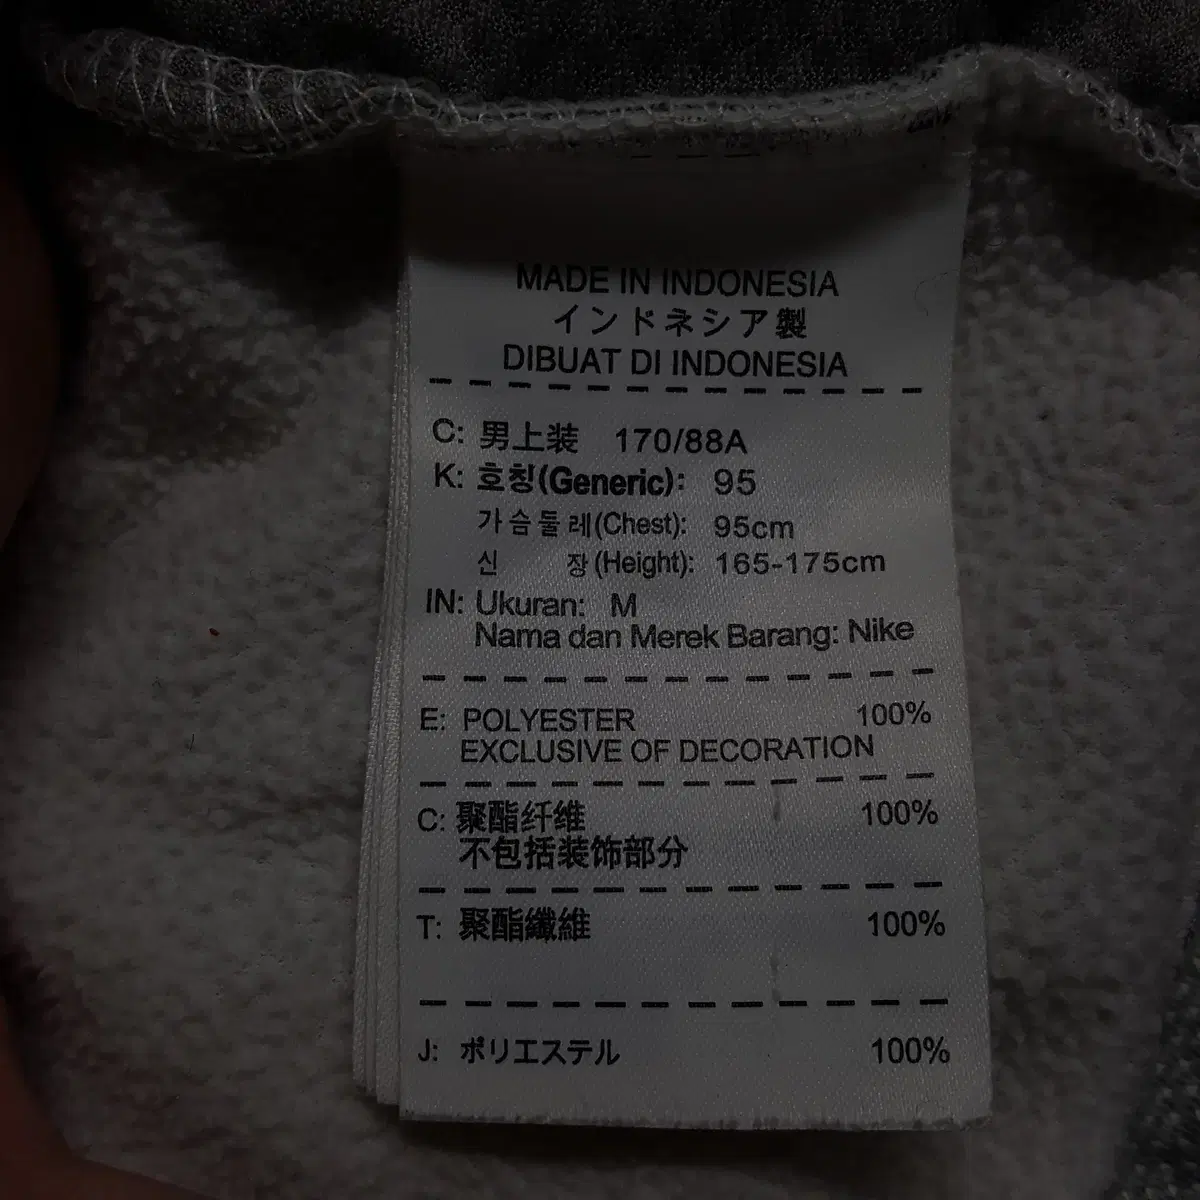 MADE IN INDONESIA
インドネシア製
DIBUAT DI INDONESIA
C: 男上装 170/88A
K: 호칭(Generic): 95
가슴둘레(Chest): 95cm
신 장(Height): 165-175cm
IN: Ukuran: M
Nama dan Merek Barang: Nike
E: POLYESTER 100%
EXCLUSIVE OF DECORATION
C: 聚酯纤维 100%
不包括装饰部分
T: 聚酯纖維 100%
J: ポリエステル 100%